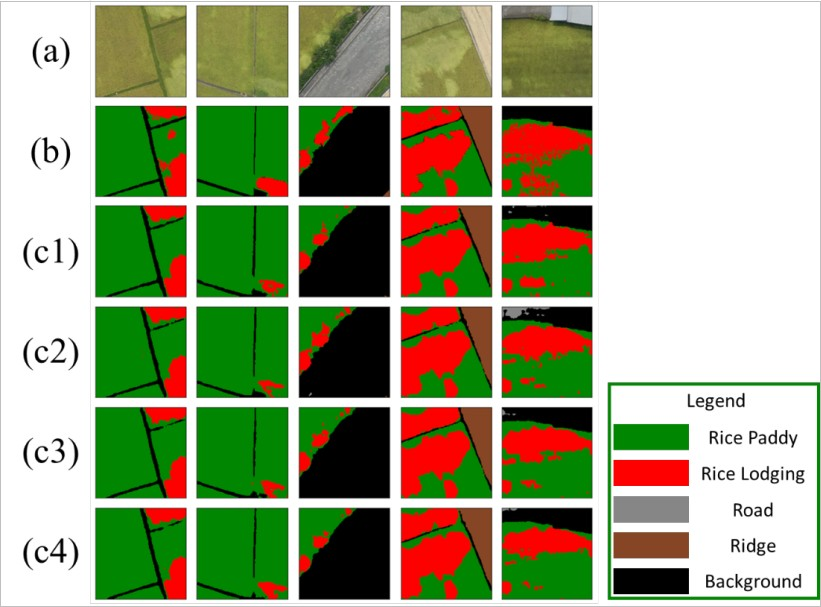 (a)
(b)
(c1)
(c2)
(c3)
(c4)
Legend
Rice Paddy
Rice Lodging
Road
Ridge
Background